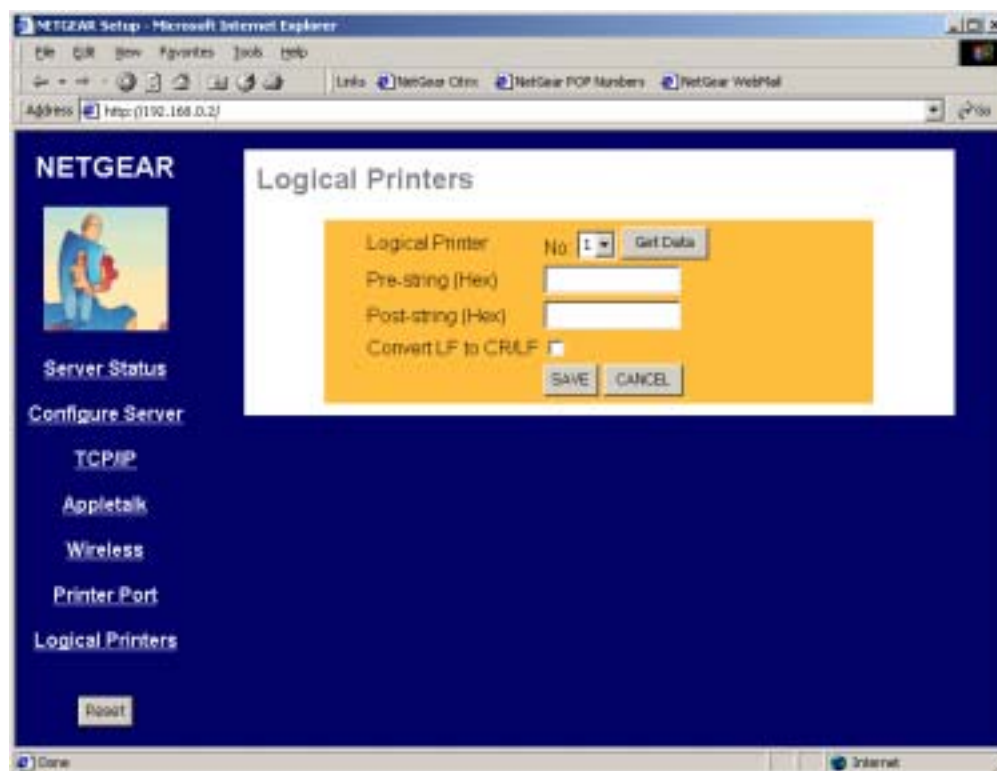 NETGEAR Setup - Microsoft Internet Explorer
File Edit View Favorites Tools Help
Links NetGear Citrix NetGear POP Numbers NetGear WebMail
Address http://192.168.0.2/ Go
NETGEAR
Logical Printers
Logical Printer No. 1 Get Data
Pre-string (Hex)
Post-string (Hex)
Convert LF to CR/LF
SAVE CANCEL
Server Status
Configure Server
TCP/IP
Appletalk
Wireless
Printer Port
Logical Printers
Reset
Done Internet